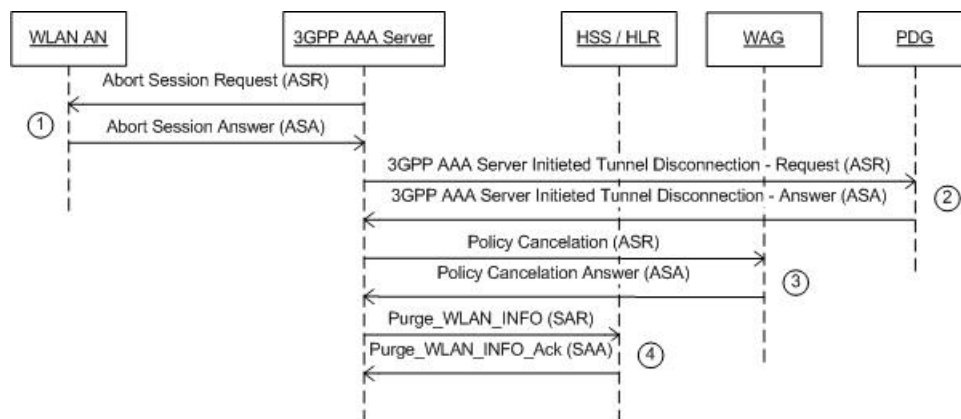 WLAN AN
3GPP AAA Server
HSS / HLR
WAG
PDG
Abort Session Request (ASR)
1
Abort Session Answer (ASA)
3GPP AAA Server Initieted Tunnel Disconnection - Request (ASR)
3GPP AAA Server Initieted Tunnel Disconnection - Answer (ASA)
2
Policy Cancelation (ASR)
Policy Cancelation Answer (ASA)
3
Purge_WLAN_INFO (SAR)
Purge_WLAN_INFO_Ack (SAA)
4